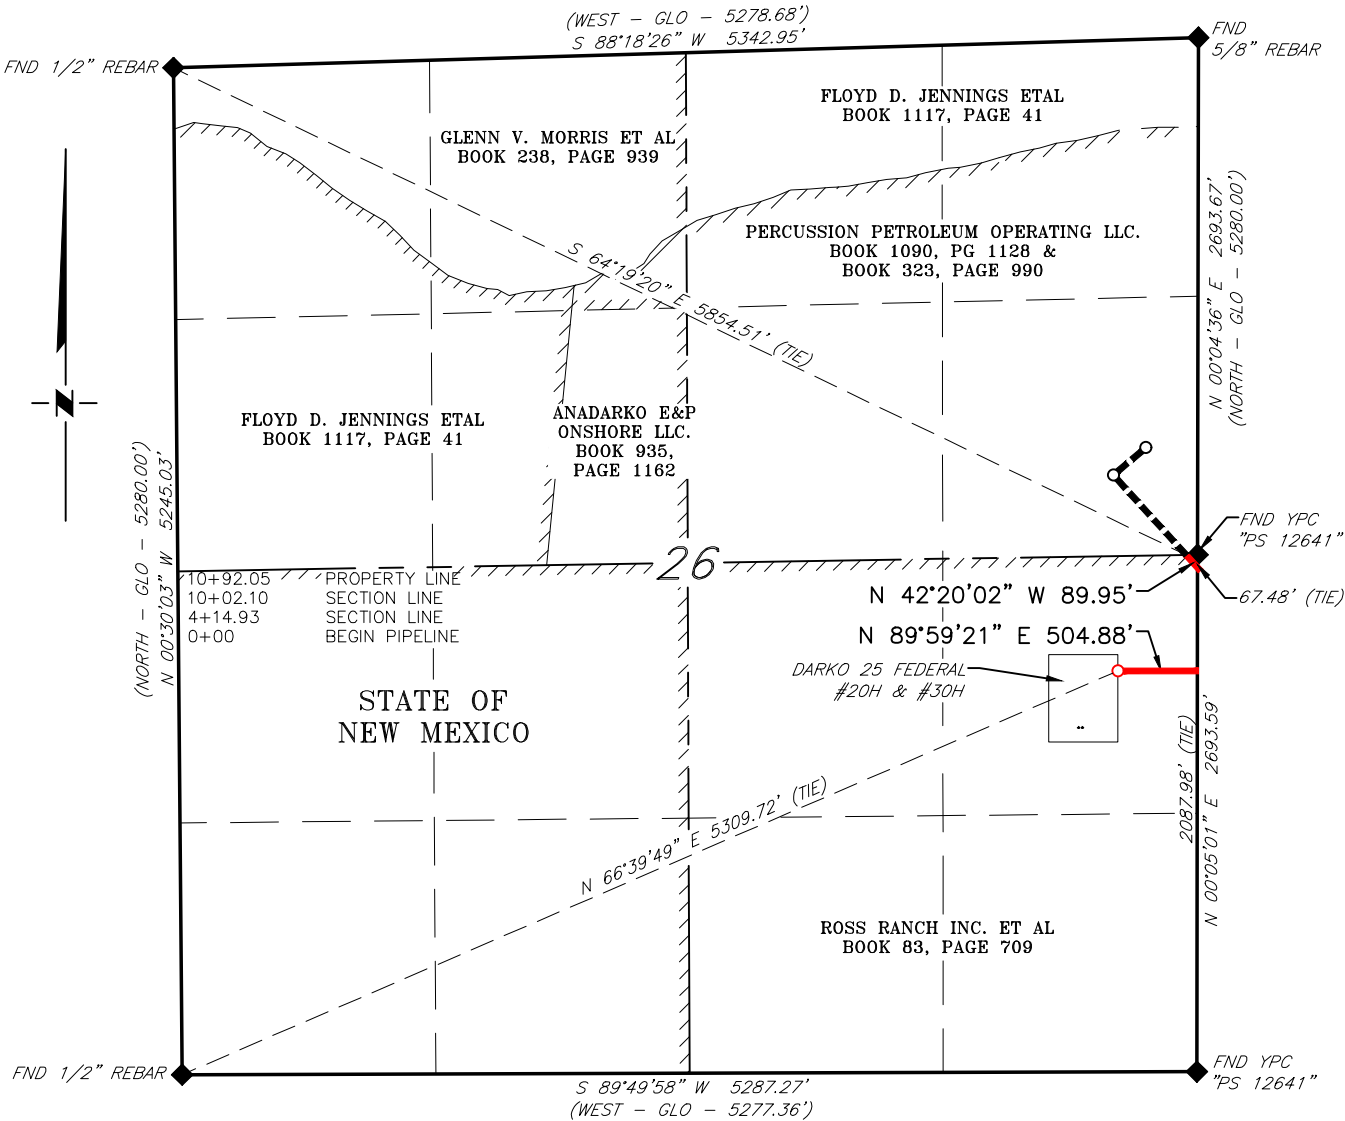 (WEST – GLO – 5278.68')
S 88°18'26" W 5342.95'
FND
5/8" REBAR
FND 1/2" REBAR
FLOYD D. JENNINGS ETAL
BOOK 1117, PAGE 41
GLENN V. MORRIS ET AL
BOOK 238, PAGE 939
PERCUSSION PETROLEUM OPERATING LLC.
BOOK 1090, PG 1128 &
BOOK 323, PAGE 990
N 00°04'36" E 2693.67'
(NORTH – GLO – 5280.00')
S 64°19'20" E 5854.51' (TIE)
N
FLOYD D. JENNINGS ETAL
BOOK 1117, PAGE 41
ANADARKO E&P
ONSHORE LLC.
BOOK 935,
PAGE 1162
(NORTH – GLO – 5280.00')
N 00°30'03" W 5245.03'
FND YPC
"PS 12641"
26
10+92.05 PROPERTY LINE
10+02.10 SECTION LINE
4+14.93 SECTION LINE
0+00 BEGIN PIPELINE
N 42°20'02" W 89.95'
67.48' (TIE)
N 89°59'21" E 504.88'
DARKO 25 FEDERAL
#20H & #30H
STATE OF
NEW MEXICO
2087.98' (TIE)
N 00°05'01" E 2693.59'
N 66°39'49" E 5309.72' (TIE)
ROSS RANCH INC. ET AL
BOOK 83, PAGE 709
FND 1/2" REBAR
FND YPC
"PS 12641"
S 89°49'58" W 5287.27'
(WEST – GLO – 5277.36')